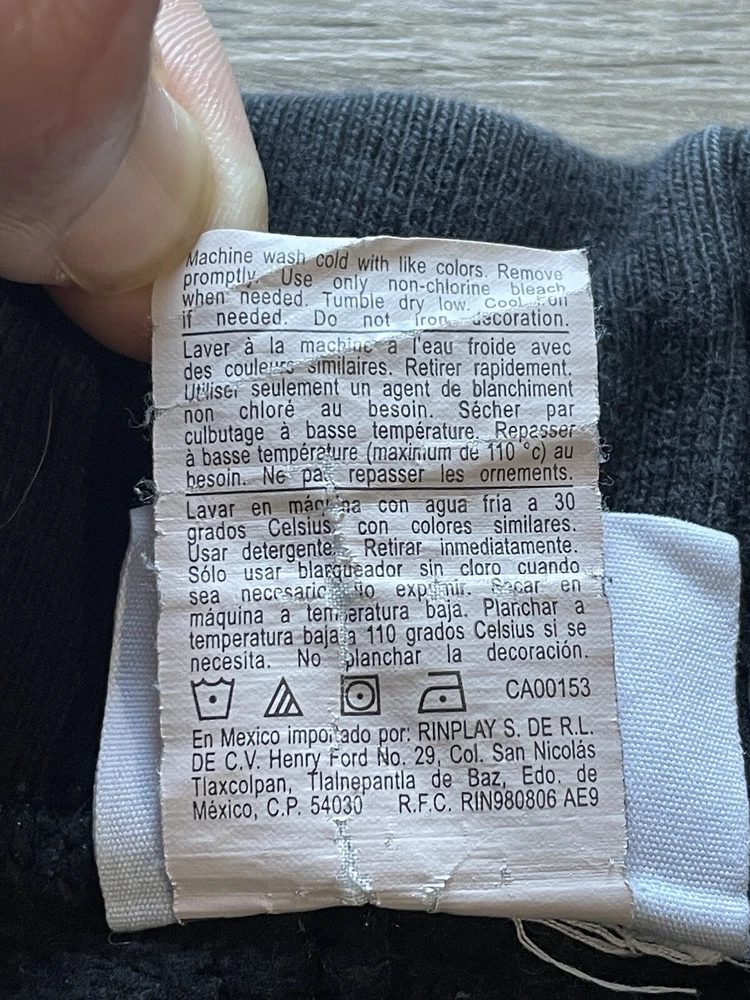 Machine wash cold with like colors. Remove
promptly. Use only non-chlorine bleach
when needed. Tumble dry low. Cool iron
if needed. Do not iron decoration.
Laver à la machine à l'eau froide avec
des couleurs similaires. Retirer rapidement.
Utiliser seulement un agent de blanchiment
non chloré au besoin. Sécher par
culbutage à basse température. Repasser
à basse température (maximum de 110 °c) au
besoin. Ne pas repasser les ornements.
Lavar en máquina con agua fría a 30
grados Celsius con colores similares.
Usar detergente. Retirar inmediatamente.
Sólo usar blanqueador sin cloro cuando
sea necesario No exprimir. Secar en
máquina a temperatura baja. Planchar a
temperatura baja a 110 grados Celsius si se
necesita. No planchar la decoración.
CA00153
En Mexico importado por: RINPLAY S. DE R.L.
DE C.V. Henry Ford No. 29, Col. San Nicolás
Tlaxcolpan, Tlalnepantla de Baz, Edo. de
México, C.P. 54030 R.F.C. RIN980806 AE9